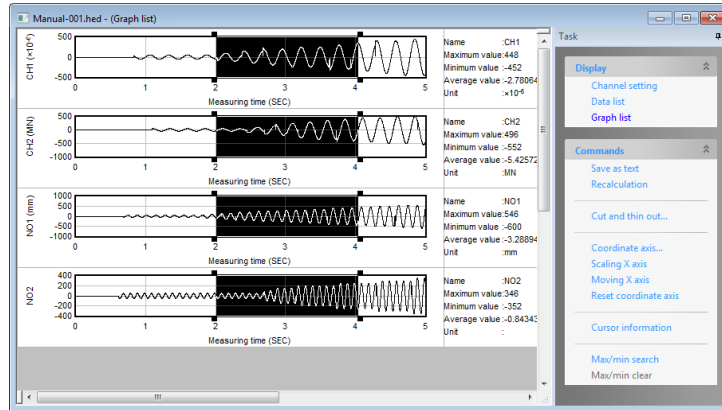 Manual-001.hed - (Graph list)
CH1 (×10-6)
500
0
-500
0 1 2 3 4 5
Measuring time (SEC)
Name :CH1
Maximum value:448
Minimum value :-452
Average value :-2.78064
Unit :×10-6
CH2 (MN)
500
0
-500
-1000
0 1 2 3 4 5
Measuring time (SEC)
Name :CH2
Maximum value:496
Minimum value :-552
Average value :-5.42572
Unit :MN
NO1 (mm)
1000
500
0
-500
-1000
0 1 2 3 4 5
Measuring time (SEC)
Name :NO1
Maximum value:546
Minimum value :-600
Average value :-3.28894
Unit :mm
NO2
400
200
0
-200
-400
0 1 2 3 4 5
Measuring time (SEC)
Name :NO2
Maximum value:346
Minimum value :-352
Average value :-0.84343
Unit :
Task
Display
Channel setting
Data list
Graph list
Commands
Save as text
Recalculation
Cut and thin out...
Coordinate axis...
Scaling X axis
Moving X axis
Reset coordinate axis
Cursor information
Max/min search
Max/min clear